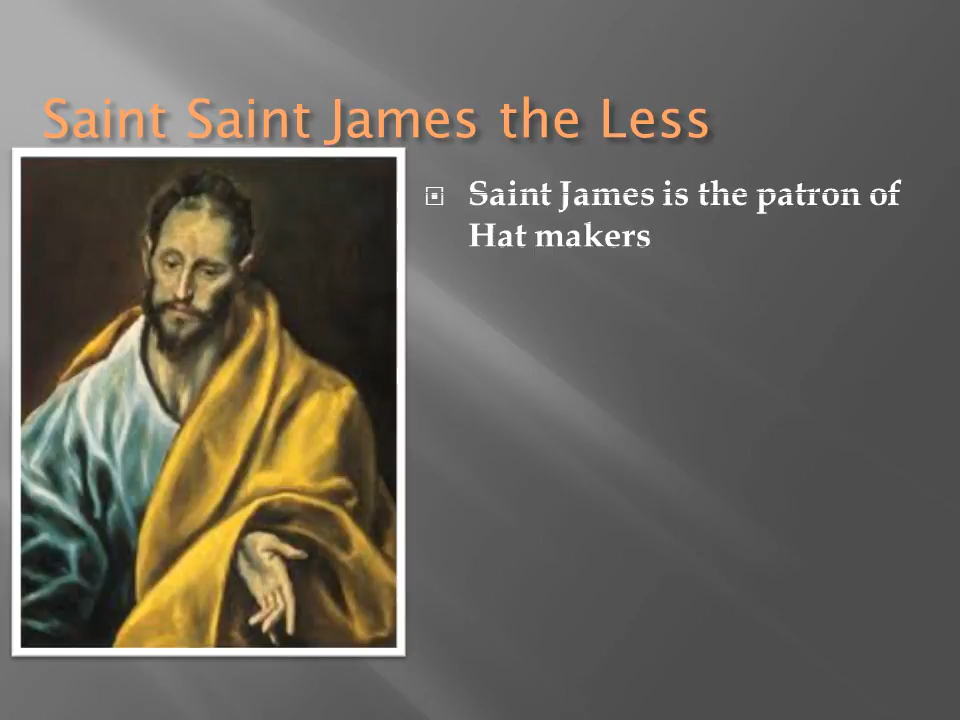 Saint Saint James the Less
Saint James is the patron of
Hat makers